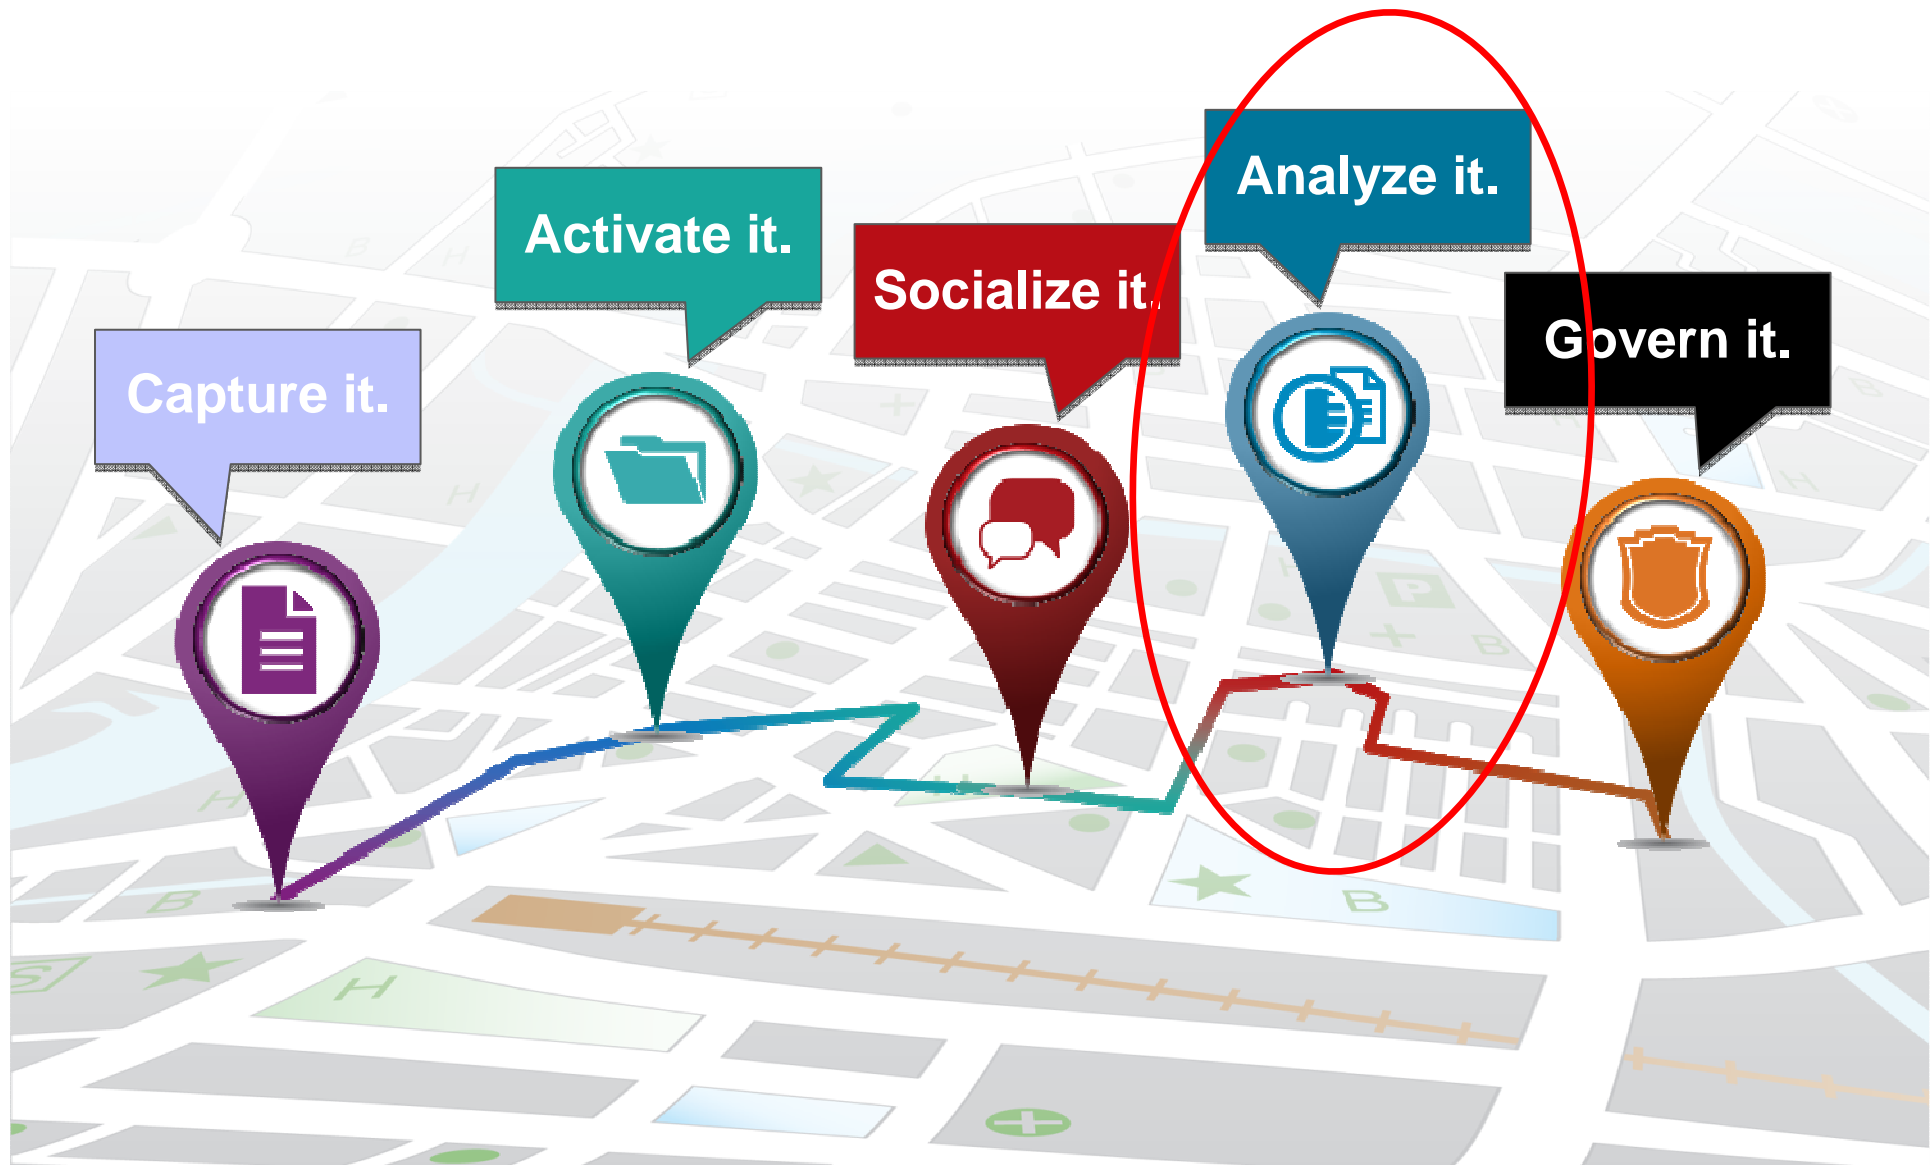 Capture it.
Activate it.
Socialize it.
Analyze it.
Govern it.
B
H
H
H
B
H
H
P
B
B
H
H
B
B
S
H